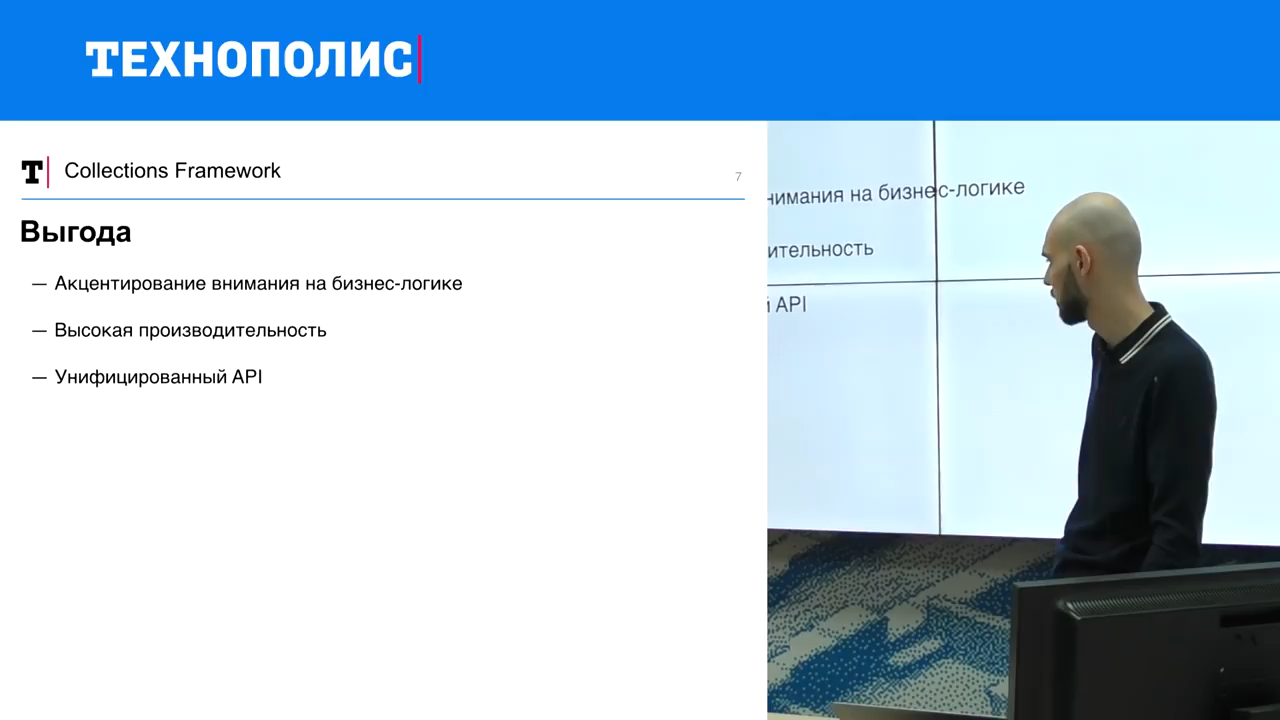 ТЕХНОПОЛИС
T
Collections Framework
7
Выгода
— Акцентирование внимания на бизнес-логике
— Высокая производительность
— Унифицированный API
нимания на бизнес-логике
ительность
й API